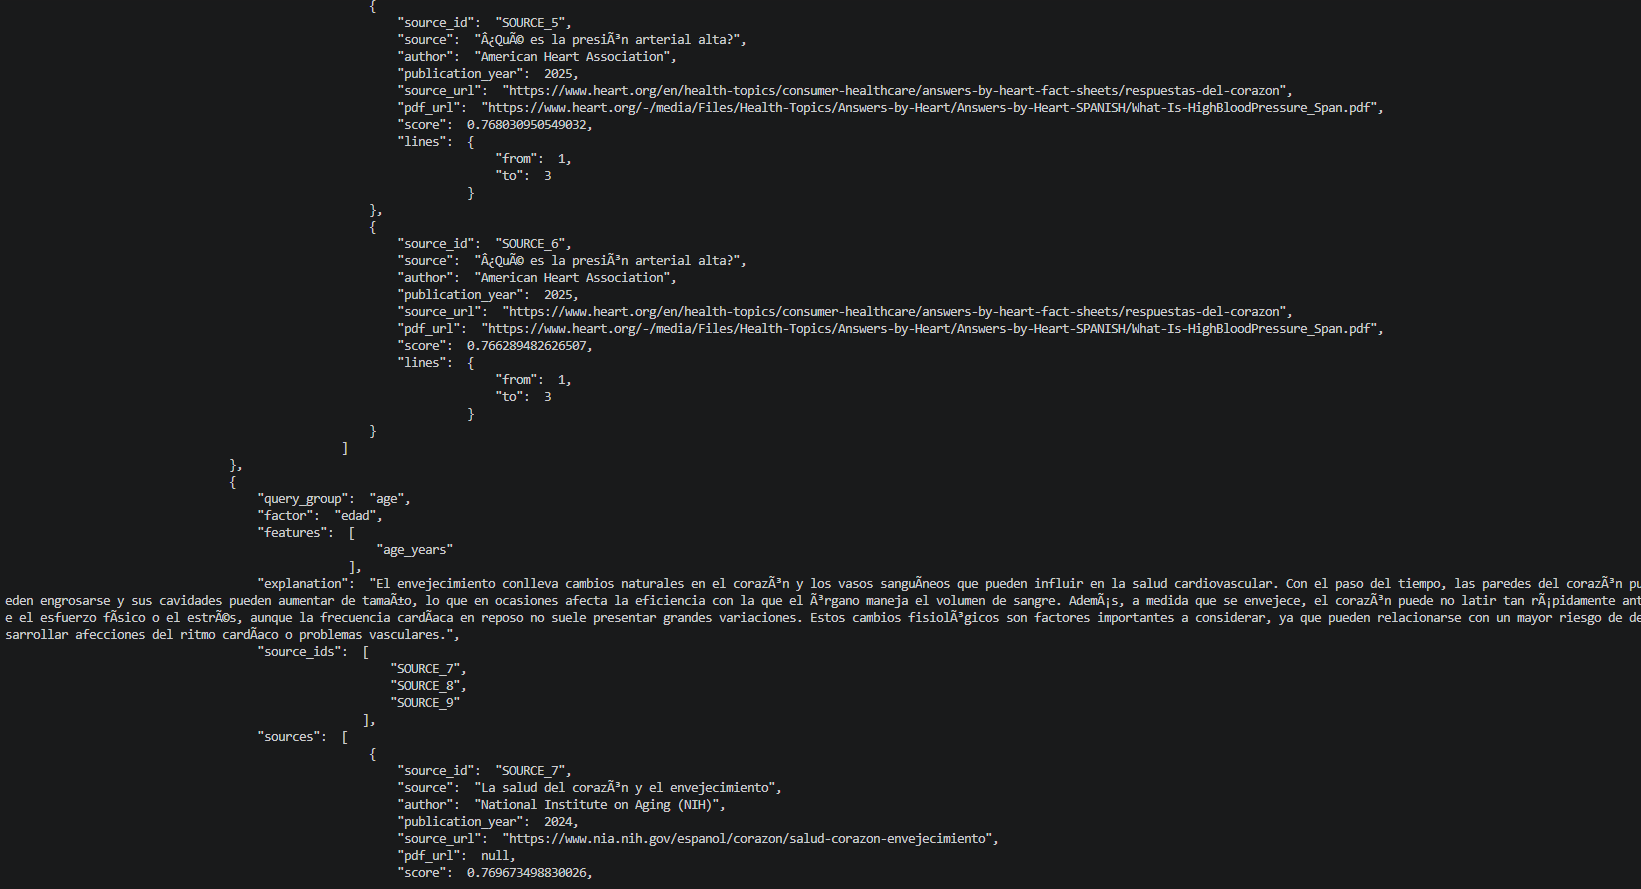 {
"source_id":  "SOURCE_5",
"source":  "Â¿QuÃ© es la presiÃ³n arterial alta?",
"author":  "American Heart Association",
"publication_year":  2025,
"source_url":  "https://www.heart.org/en/health-topics/consumer-healthcare/answers-by-heart-fact-sheets/respuestas-del-corazon",
"pdf_url":  "https://www.heart.org/-/media/Files/Health-Topics/Answers-by-Heart/Answers-by-Heart-SPANISH/What-Is-HighBloodPressure_Span.pdf",
"score":  0.768030950549032,
"lines":  {
"from":  1,
"to":  3
}
},
{
"source_id":  "SOURCE_6",
"source":  "Â¿QuÃ© es la presiÃ³n arterial alta?",
"author":  "American Heart Association",
"publication_year":  2025,
"source_url":  "https://www.heart.org/en/health-topics/consumer-healthcare/answers-by-heart-fact-sheets/respuestas-del-corazon",
"pdf_url":  "https://www.heart.org/-/media/Files/Health-Topics/Answers-by-Heart/Answers-by-Heart-SPANISH/What-Is-HighBloodPressure_Span.pdf",
"score":  0.766289482626507,
"lines":  {
"from":  1,
"to":  3
}
}
]
},
{
"query_group":  "age",
"factor":  "edad",
"features":  [
"age_years"
],
"explanation":  "El envejecimiento conlleva cambios naturales en el corazÃ³n y los vasos sanguÃ­neos que pueden influir en la salud cardiovascular. Con el paso del tiempo, las paredes del corazÃ³n pu
eden engrosarse y sus cavidades pueden aumentar de tamaÃ±o, lo que en ocasiones afecta la eficiencia con la que el Ã³rgano maneja el volumen de sangre. AdemÃ¡s, a medida que se envejece, el corazÃ³n puede no latir tan rÃ¡pidamente ant
e el esfuerzo fÃ­sico o el estrÃ©s, aunque la frecuencia cardÃ­aca en reposo no suele presentar grandes variaciones. Estos cambios fisiolÃ³gicos son factores importantes a considerar, ya que pueden relacionarse con un mayor riesgo de de
sarrollar afecciones del ritmo cardÃ­aco o problemas vasculares.",
"source_ids":  [
"SOURCE_7",
"SOURCE_8",
"SOURCE_9"
],
"sources":  [
{
"source_id":  "SOURCE_7",
"source":  "La salud del corazÃ³n y el envejecimiento",
"author":  "National Institute on Aging (NIH)",
"publication_year":  2024,
"source_url":  "https://www.nia.nih.gov/espanol/corazon/salud-corazon-envejecimiento",
"pdf_url":  null,
"score":  0.769673498830026,